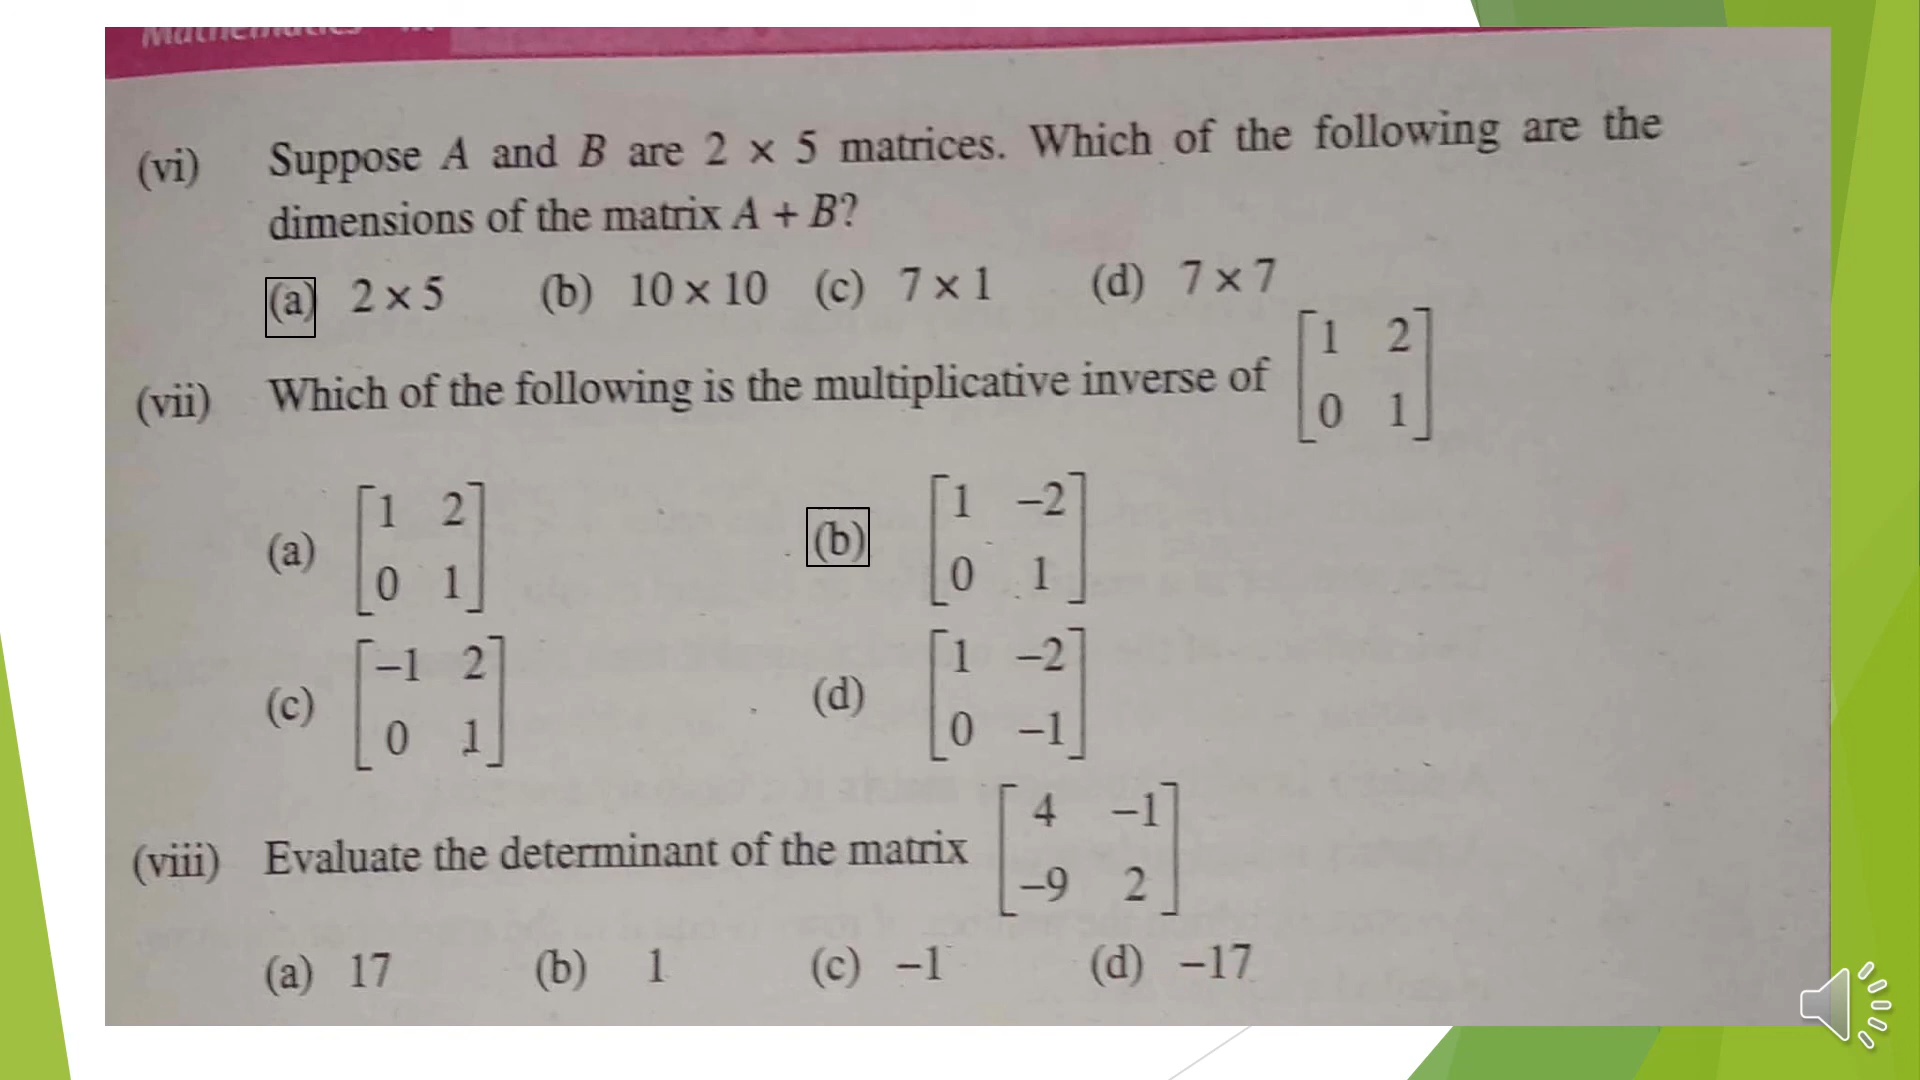 Mathematics
(vi) Suppose A and B are 2 × 5 matrices. Which of the following are the
dimensions of the matrix A + B?
(a) 2 × 5 (b) 10 × 10 (c) 7 × 1 (d) 7 × 7
(vii) Which of the following is the multiplicative inverse of [1 2
0 1]
(a) [1 2
0 1]
(b) [1 –2
0 1]
(c) [–1 2
0 1]
(d) [1 –2
0 –1]
(viii) Evaluate the determinant of the matrix [4 –1
–9 2]
(a) 17 (b) 1 (c) –1 (d) –17